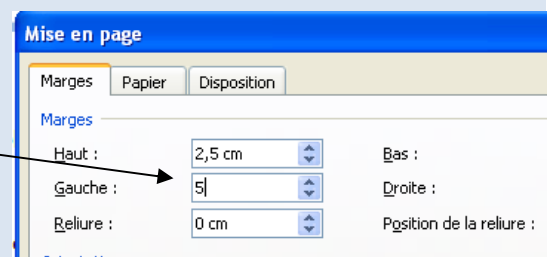 Mise en page
Marges Papier Disposition
Marges
Haut : 2,5 cm Bas :
Gauche : 5 Droite :
Reliure : 0 cm Position de la reliure :